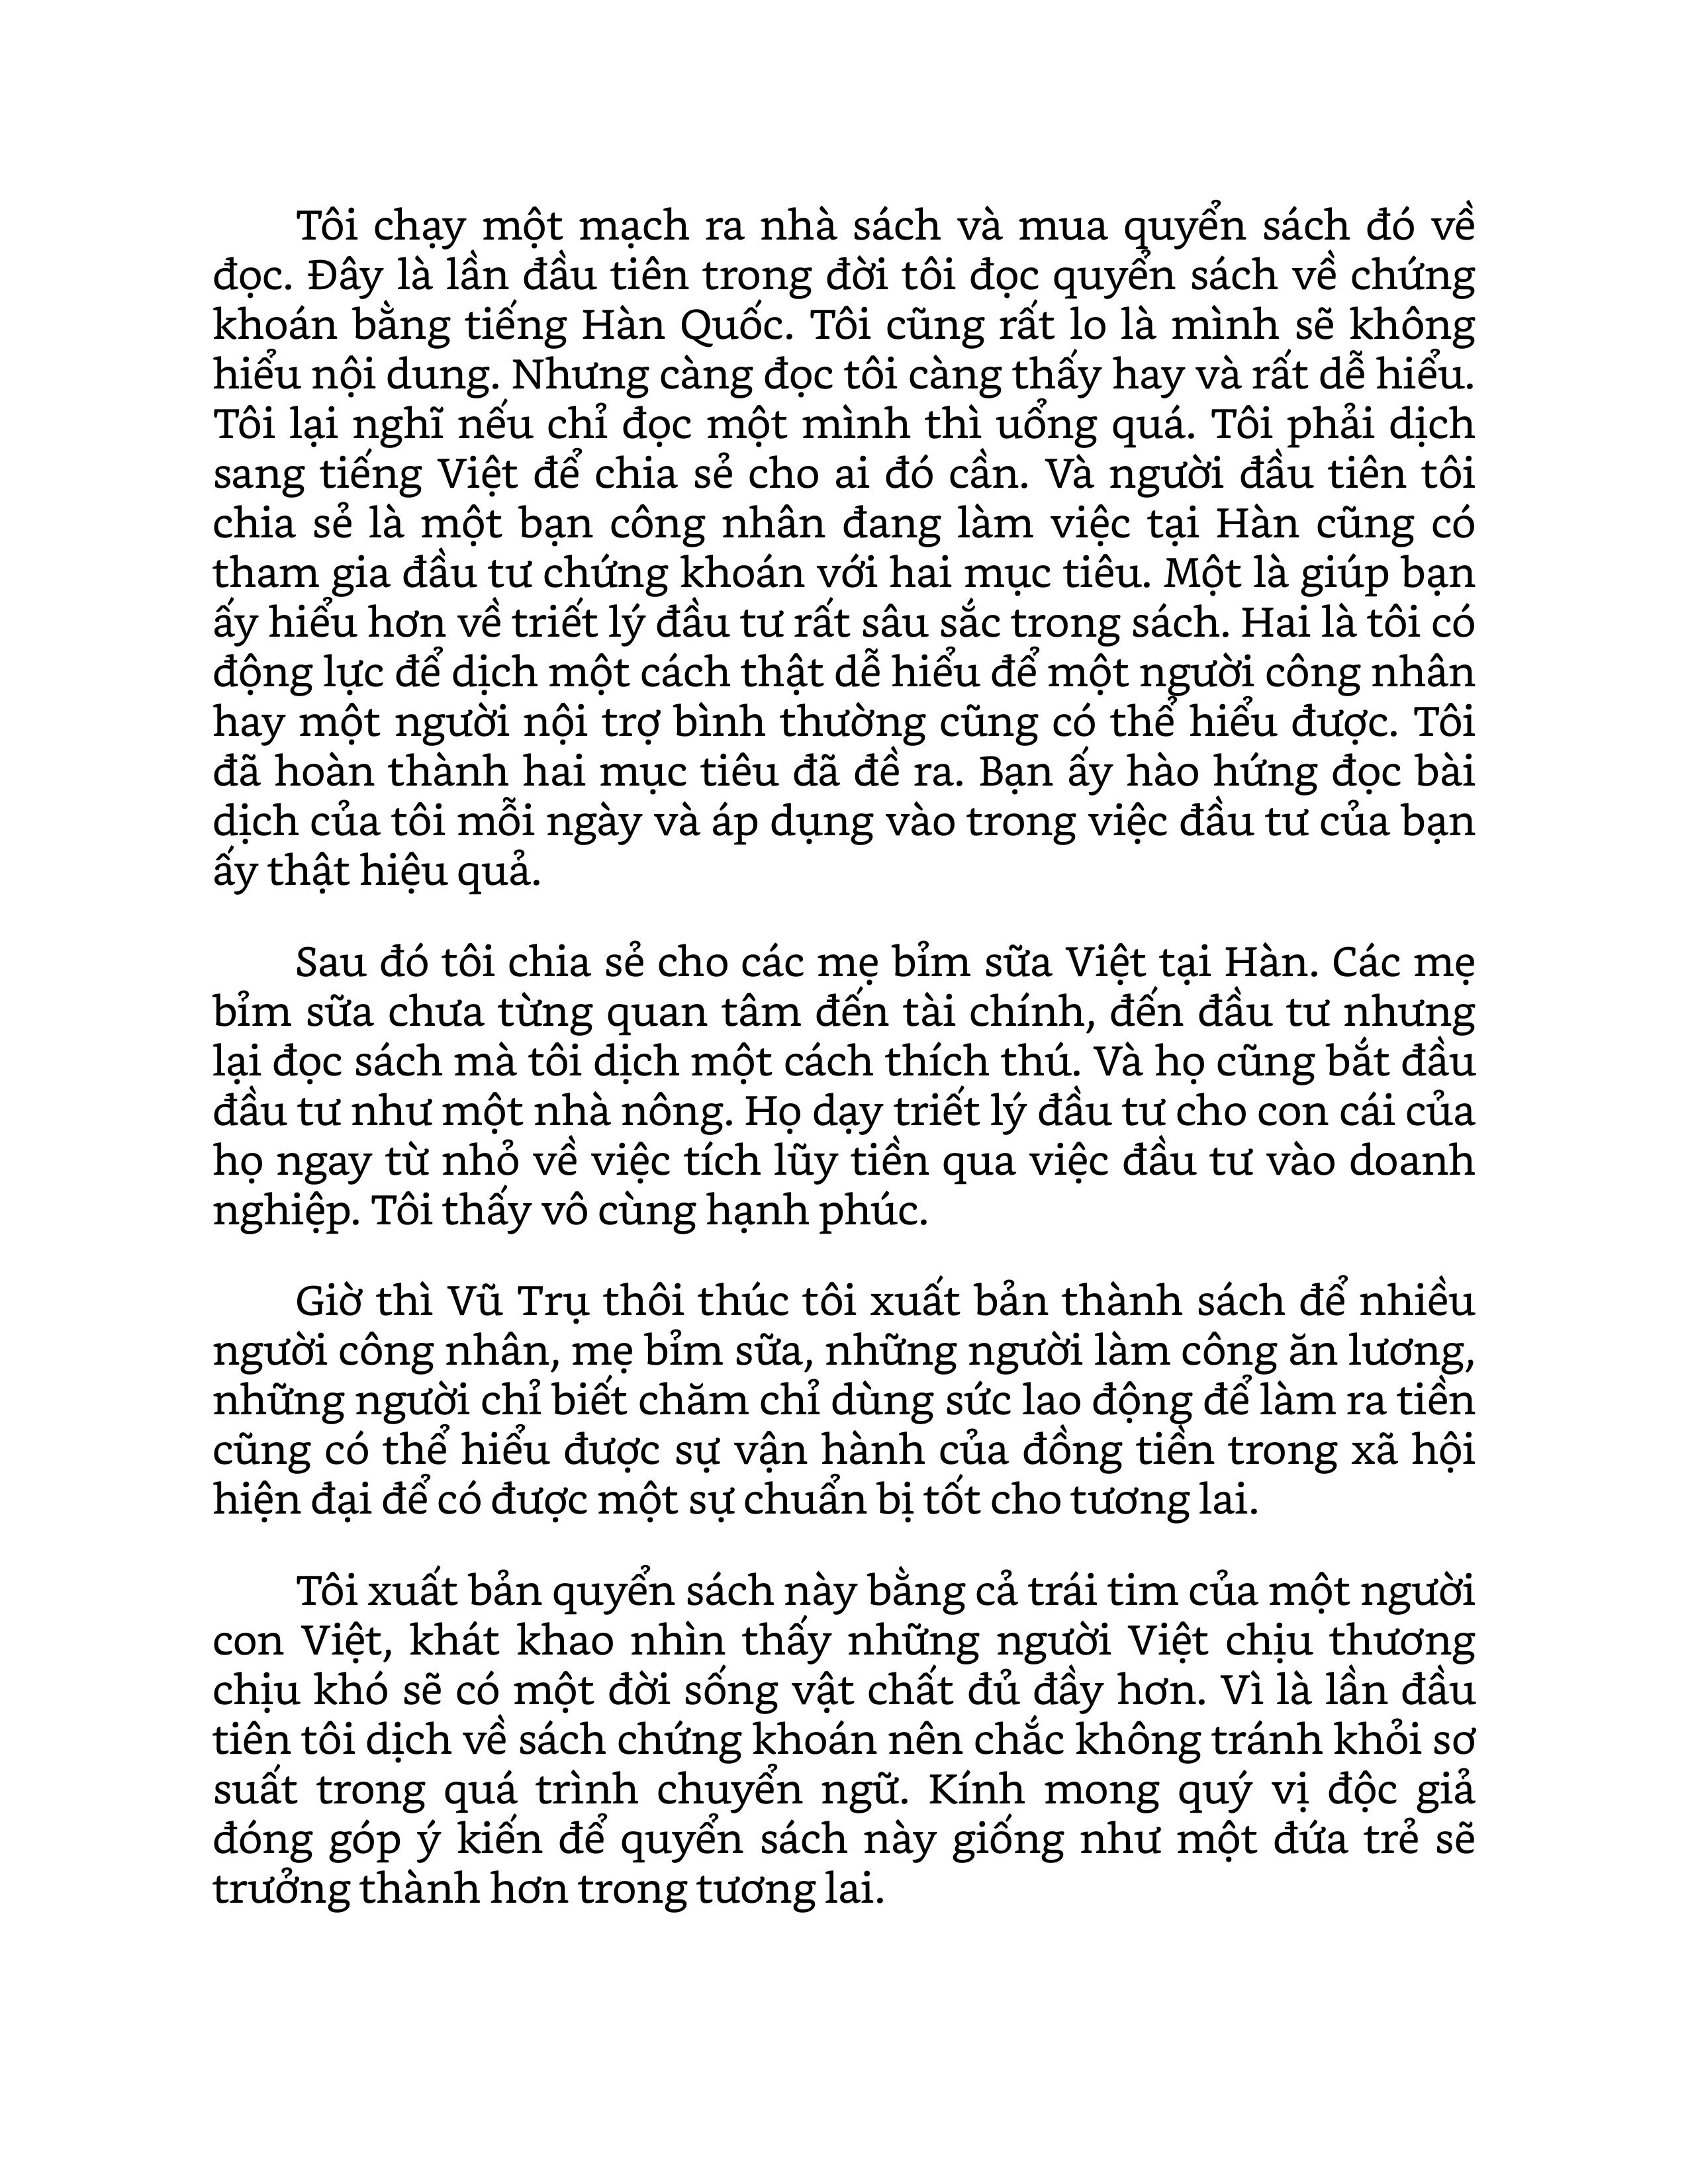 Tôi chạy một mạch ra nhà sách và mua quyển sách đó về
đọc. Đây là lần đầu tiên trong đời tôi đọc quyển sách về chứng
khoán bằng tiếng Hàn Quốc. Tôi cũng rất lo là mình sẽ không
hiểu nội dung. Nhưng càng đọc tôi càng thấy hay và rất dễ hiểu.
Tôi lại nghĩ nếu chỉ đọc một mình thì uổng quá. Tôi phải dịch
sang tiếng Việt để chia sẻ cho ai đó cần. Và người đầu tiên tôi
chia sẻ là một bạn công nhân đang làm việc tại Hàn cũng có
tham gia đầu tư chứng khoán với hai mục tiêu. Một là giúp bạn
ấy hiểu hơn về triết lý đầu tư rất sâu sắc trong sách. Hai là tôi có
động lực để dịch một cách thật dễ hiểu để một người công nhân
hay một người nội trợ bình thường cũng có thể hiểu được. Tôi
đã hoàn thành hai mục tiêu đã đề ra. Bạn ấy hào hứng đọc bài
dịch của tôi mỗi ngày và áp dụng vào trong việc đầu tư của bạn
ấy thật hiệu quả.
Sau đó tôi chia sẻ cho các mẹ bỉm sữa Việt tại Hàn. Các mẹ
bỉm sữa chưa từng quan tâm đến tài chính, đến đầu tư nhưng
lại đọc sách mà tôi dịch một cách thích thú. Và họ cũng bắt đầu
đầu tư như một nhà nông. Họ dạy triết lý đầu tư cho con cái của
họ ngay từ nhỏ về việc tích lũy tiền qua việc đầu tư vào doanh
nghiệp. Tôi thấy vô cùng hạnh phúc.
Giờ thì Vũ Trụ thôi thúc tôi xuất bản thành sách để nhiều
người công nhân, mẹ bỉm sữa, những người làm công ăn lương,
những người chỉ biết chăm chỉ dùng sức lao động để làm ra tiền
cũng có thể hiểu được sự vận hành của đồng tiền trong xã hội
hiện đại để có được một sự chuẩn bị tốt cho tương lai.
Tôi xuất bản quyển sách này bằng cả trái tim của một người
con Việt, khát khao nhìn thấy những người Việt chịu thương
chịu khó sẽ có một đời sống vật chất đủ đầy hơn. Vì là lần đầu
tiên tôi dịch về sách chứng khoán nên chắc không tránh khỏi sơ
suất trong quá trình chuyển ngữ. Kính mong quý vị độc giả
đóng góp ý kiến để quyển sách này giống như một đứa trẻ sẽ
trưởng thành hơn trong tương lai.